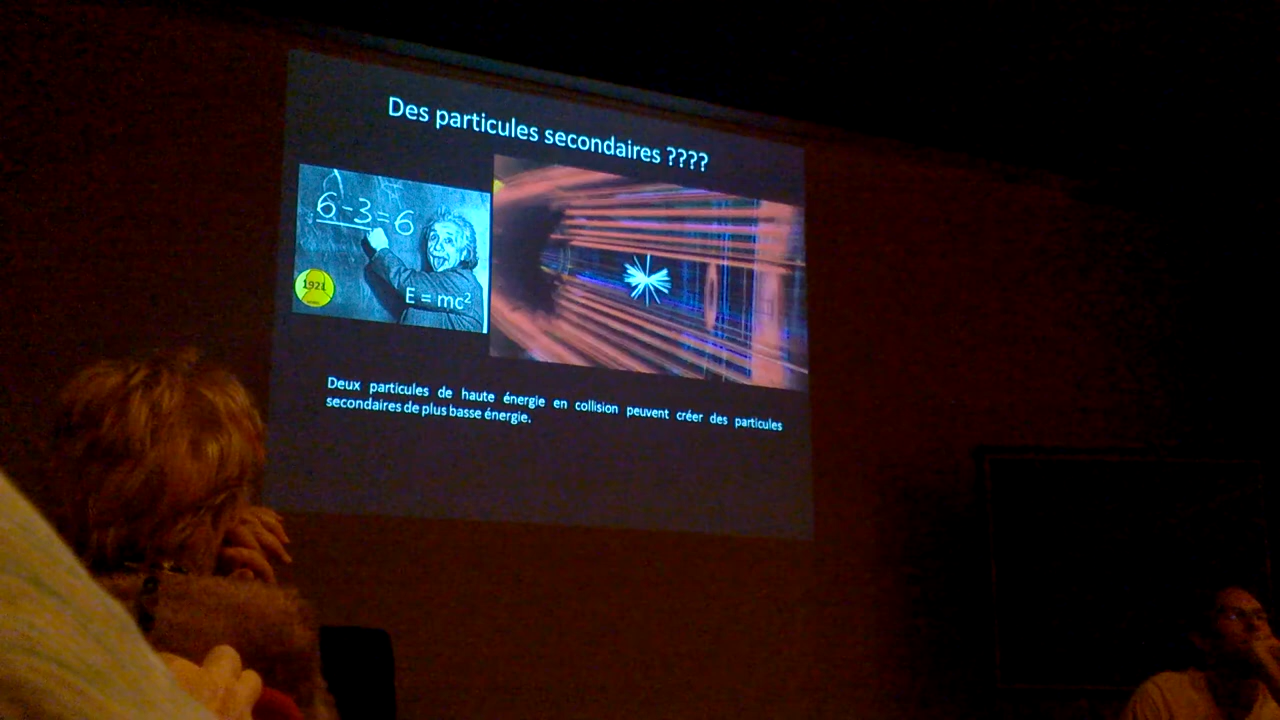 Des particules secondaires ????
6-3=6
1921
E = mc²
Deux particules de haute énergie en collision peuvent créer des particules
secondaires de plus basse énergie.